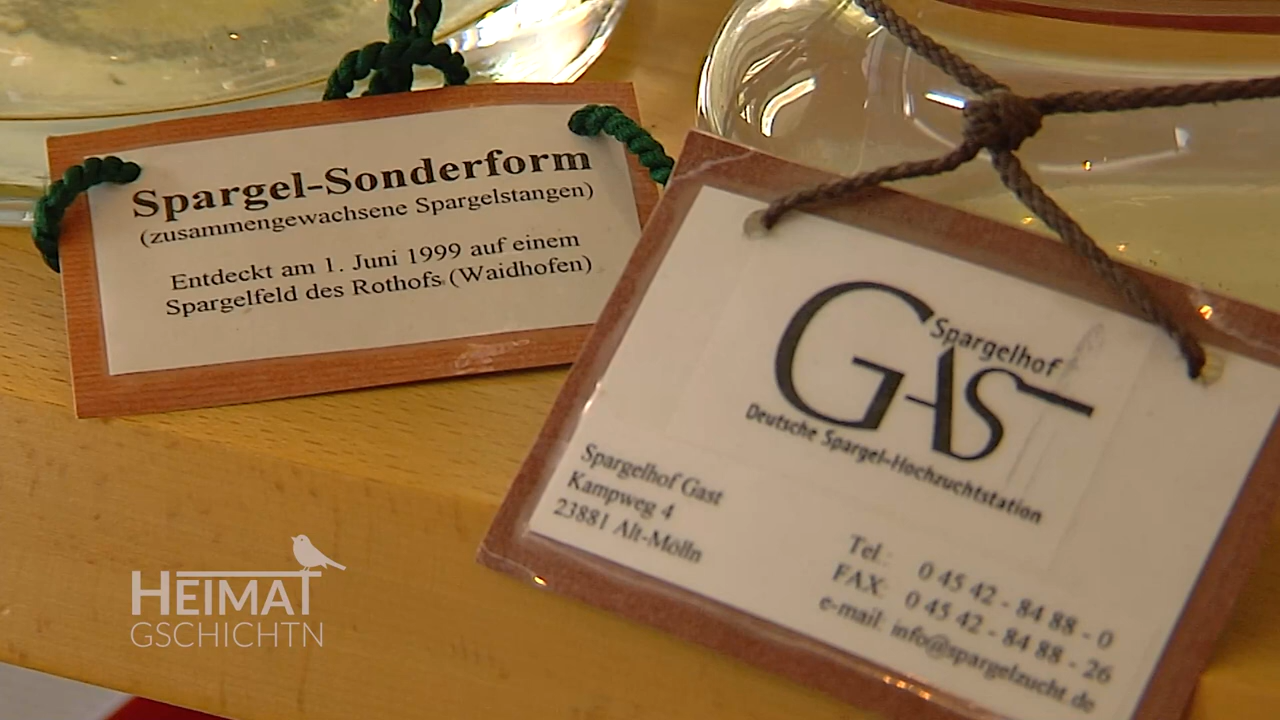 Spargel-Sonderform
(zusammengewachsene Spargelstangen)
Entdeckt am 1. Juni 1999 auf einem
Spargelfeld des Rothofs (Waidhofen)
Spargelhof
GAST
Deutsche Spargel-Hochzuchtstation
Spargelhof Gast
Kampweg 4
23881 Alt-Mölln
Tel.: 0 45 42 - 84 88 - 0
FAX: 0 45 42 - 84 88 - 26
e-mail: info@spargelzucht.de
HEIMAT
GSCHICHTN